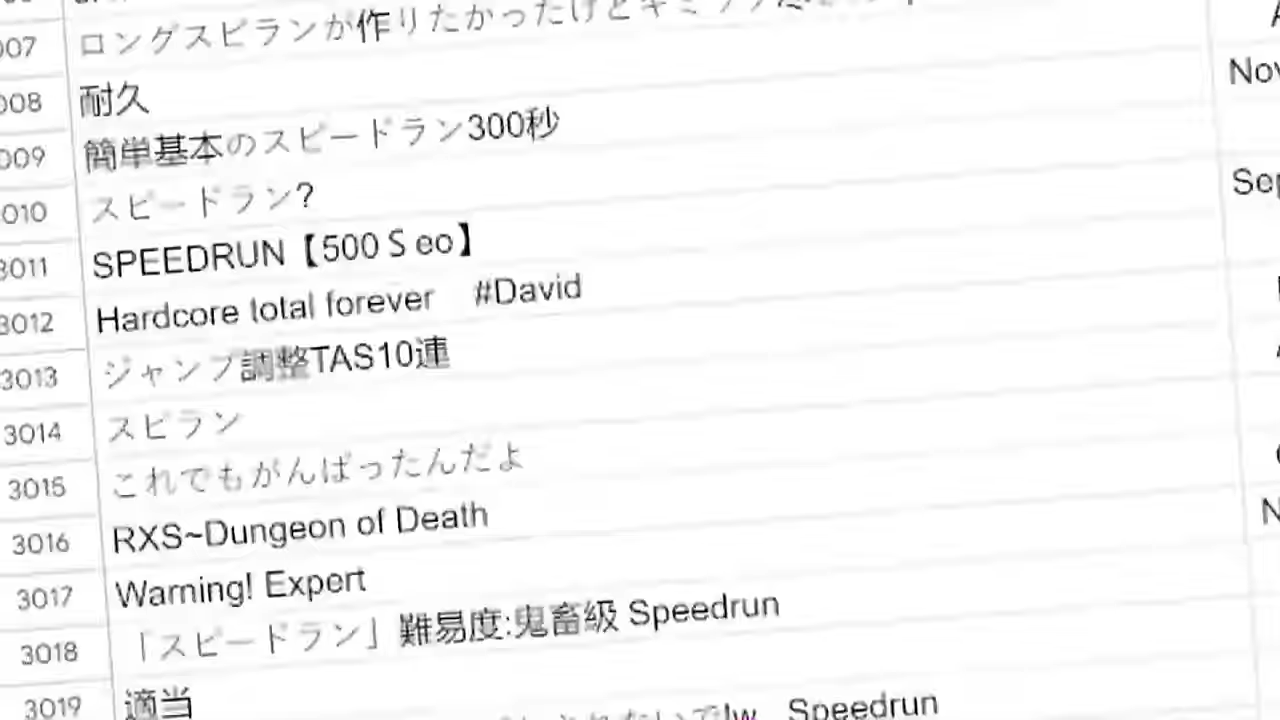 007 ロングスピランが作りたかったけど
008 耐久 Nov
009 簡単基本のスピードラン300秒
010 スピードラン? Sep
3011 SPEEDRUN【500 S eo】
3012 Hardcore total forever #David
3013 ジャンプ調整TAS10連
3014 スピラン
3015 これでもがんばったんだよ
3016 RXS~Dungeon of Death N
3017 Warning! Expert
3018 「スピードラン」難易度:鬼畜級 Speedrun
3019 適当
Speedrun